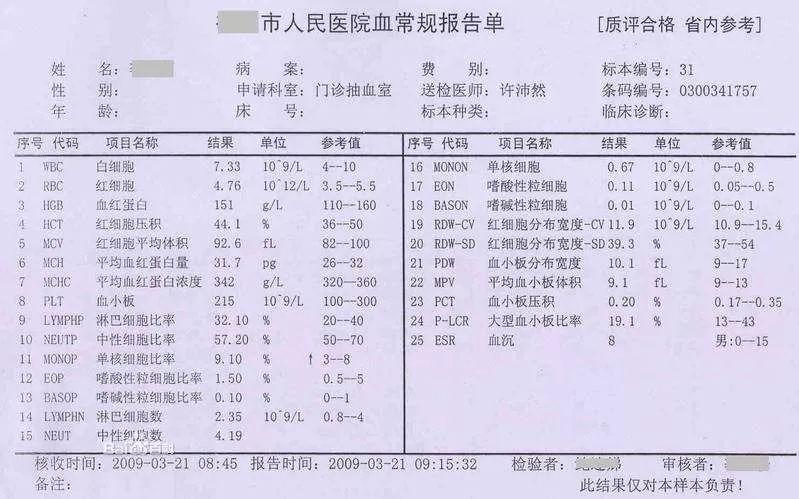 市人民医院血常规报告单 [质评合格 省内参考]
姓 名: 病 案: 费 别: 标本编号: 31
性 别: 申请科室: 门诊抽血室 送检医师: 许沛然 条码编号: 0300341757
年 龄: 床 号: 标本种类: 临床诊断:
序号 代码 项目名称 结果 单位 参考值 序号 代码 项目名称 结果 单位 参考值
1 WBC 白细胞 7.33 10^9/L 4--10 16 MONON 单核细胞 0.67 10^9/L 0--0.8
2 RBC 红细胞 4.76 10^12/L 3.5--5.5 17 EON 嗜酸性粒细胞 0.11 10^9/L 0.05--0.5
3 HGB 血红蛋白 151 g/L 110--160 18 BASON 嗜碱性粒细胞 0.01 10^9/L 0--0.1
4 HCT 红细胞压积 44.1 % 36--50 19 RDW-CV 红细胞分布宽度-CV 11.9 10^9/L 10.9--15.4
5 MCV 红细胞平均体积 92.6 fL 82--100 20 RDW-SD 红细胞分布宽度-SD 39.3 % 37--54
6 MCH 平均血红蛋白量 31.7 pg 26--32 21 PDW 血小板分布宽度 10.1 fL 9--17
7 MCHC 平均血红蛋白浓度 342 g/L 320--360 22 MPV 平均血小板体积 9.1 fL 9--13
8 PLT 血小板 215 10^9/L 100--300 23 PCT 血小板压积 0.20 % 0.17--0.35
9 LYMPHP 淋巴细胞比率 32.10 % 20--40 24 P-LCR 大型血小板比率 19.1 % 13--43
10 NEUTP 中性细胞比率 57.20 % 50--70 25 ESR 血沉 8 男:0--15
11 MONOP 单核细胞比率 9.10 % ↑ 3--8
12 EOP 嗜酸性粒细胞比率 1.50 % 0.5--5
13 BASOP 嗜碱性粒细胞比率 0.10 % 0--1
14 LYMPHN 淋巴细胞数 2.35 10^9/L 0.8--4
15 NEUT 中性细胞数 4.19
核收时间: 2009-03-21 08:45 报告时间: 2009-03-21 09:15:32 检验者: 审核者:
备注: 此结果仅对本样本负责!